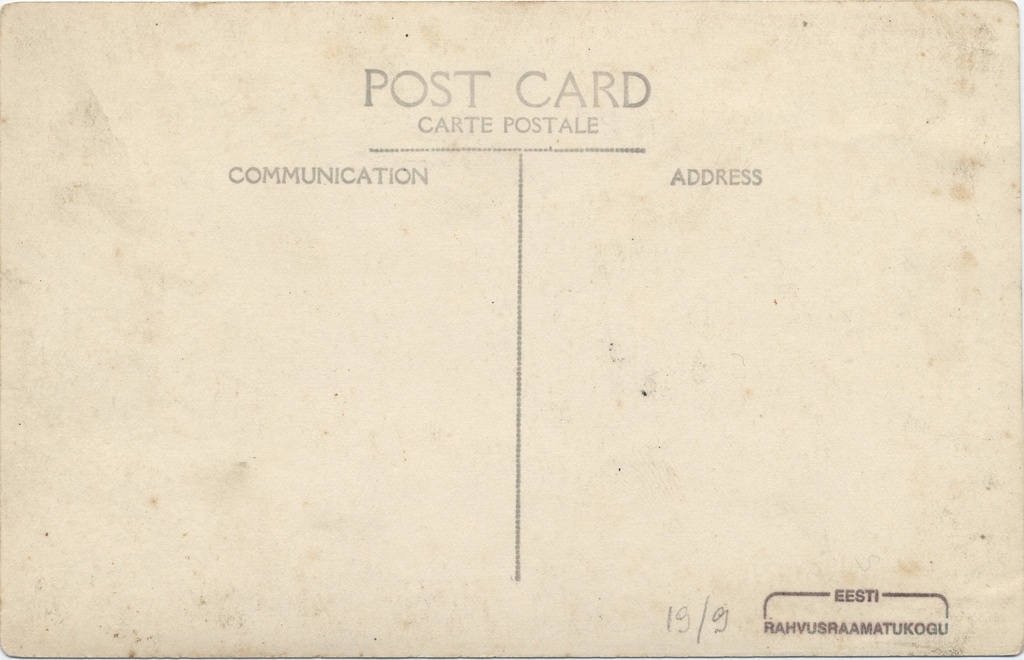 POST CARD
CARTE POSTALE
COMMUNICATION
ADDRESS
19/9
EESTI
RAHVUSRAAMATUKOGU